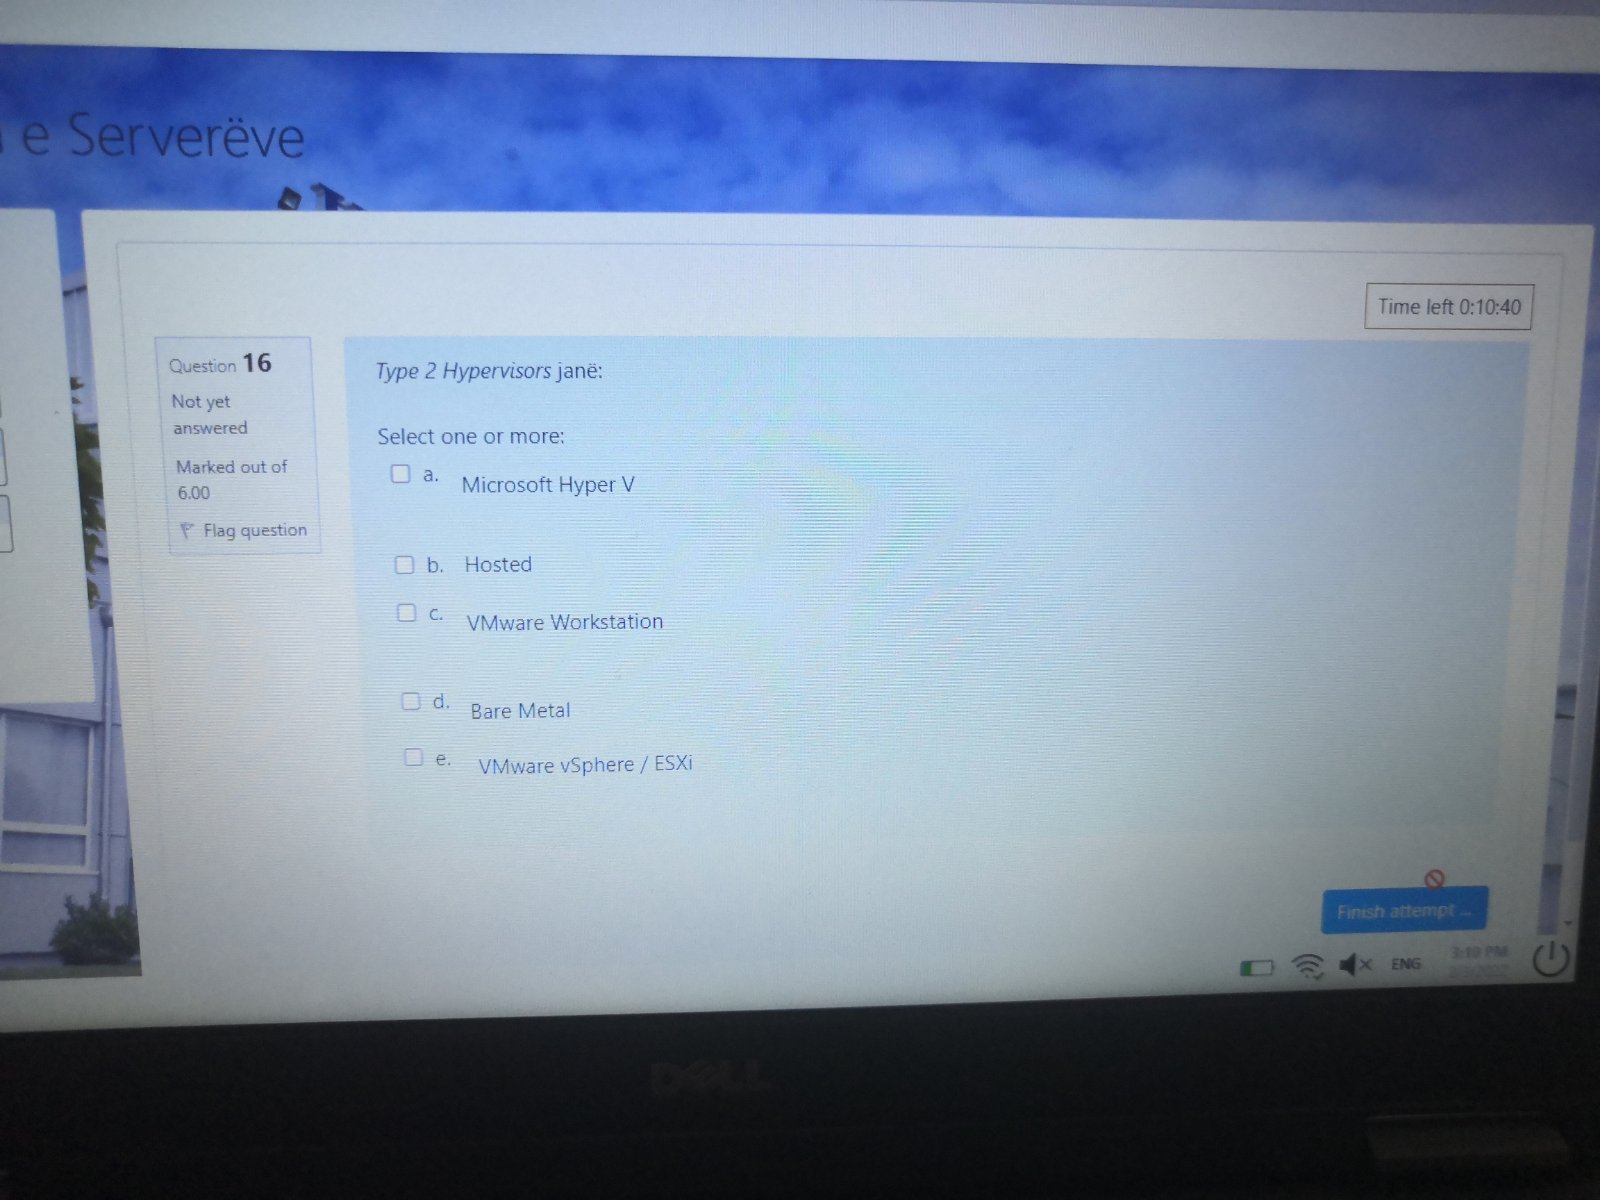 e Serverëve
Time left 0:10:40
Question 16
Not yet
answered
Marked out of
6.00
Flag question
Type 2 Hypervisors janë:
Select one or more:
a. Microsoft Hyper V
b. Hosted
c. VMware Workstation
d. Bare Metal
e. VMware vSphere / ESXi
Finish attempt ...
ENG
3:10 PM
DELL